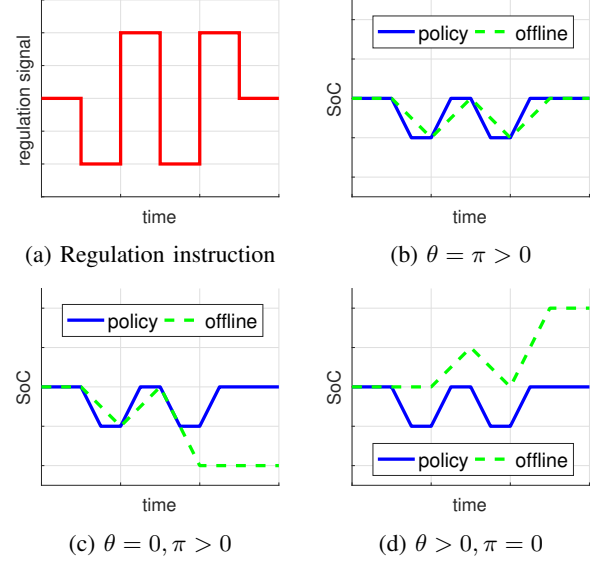 regulation signal
time
(a) Regulation instruction
policy offline
SoC
time
(b) θ = π > 0
policy offline
SoC
time
(c) θ = 0, π > 0
SoC
policy offline
time
(d) θ > 0, π = 0